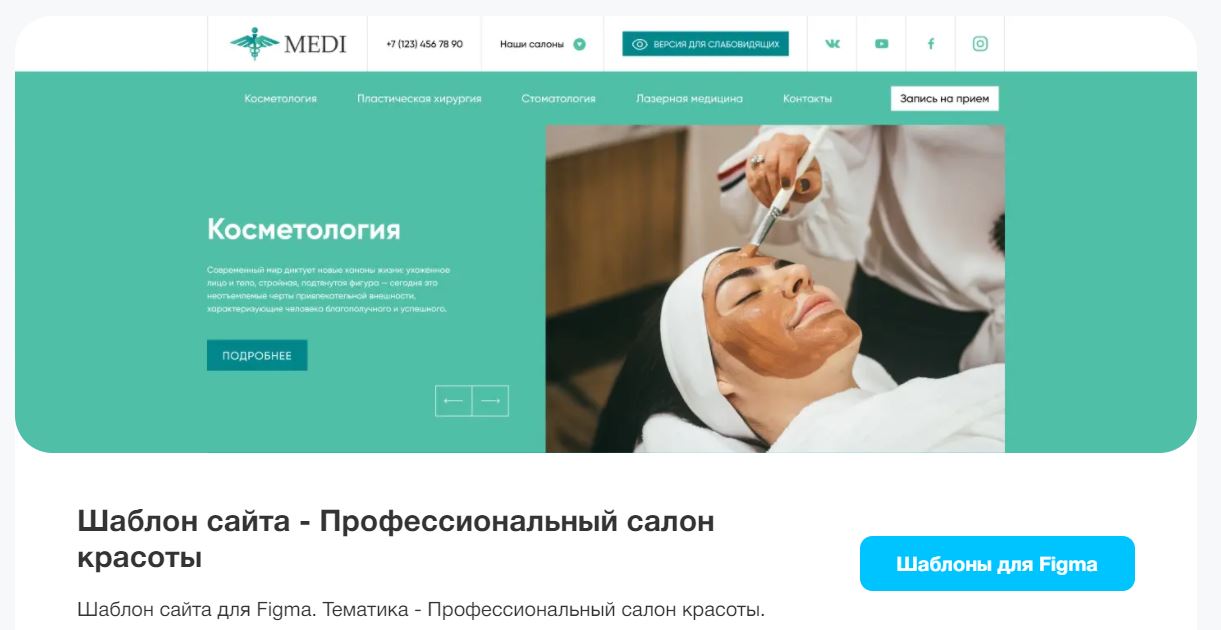 MEDI
+7 (123) 456 78 90
Наши салоны
ВЕРСИЯ ДЛЯ СЛАБОВИДЯЩИХ
Косметология
Пластическая хирургия
Стоматология
Лазерная медицина
Контакты
Запись на прием
Косметология
Современный мир диктует новые каноны жизни: ухоженное
лицо и тело, стройная, подтянутая фигура — сегодня это
неотъемлемые черты привлекательной внешности,
характеризующие человека благополучного и успешного.
ПОДРОБНЕЕ
Шаблон сайта - Профессиональный салон
красоты
Шаблоны для Figma
Шаблон сайта для Figma. Тематика - Профессиональный салон красоты.